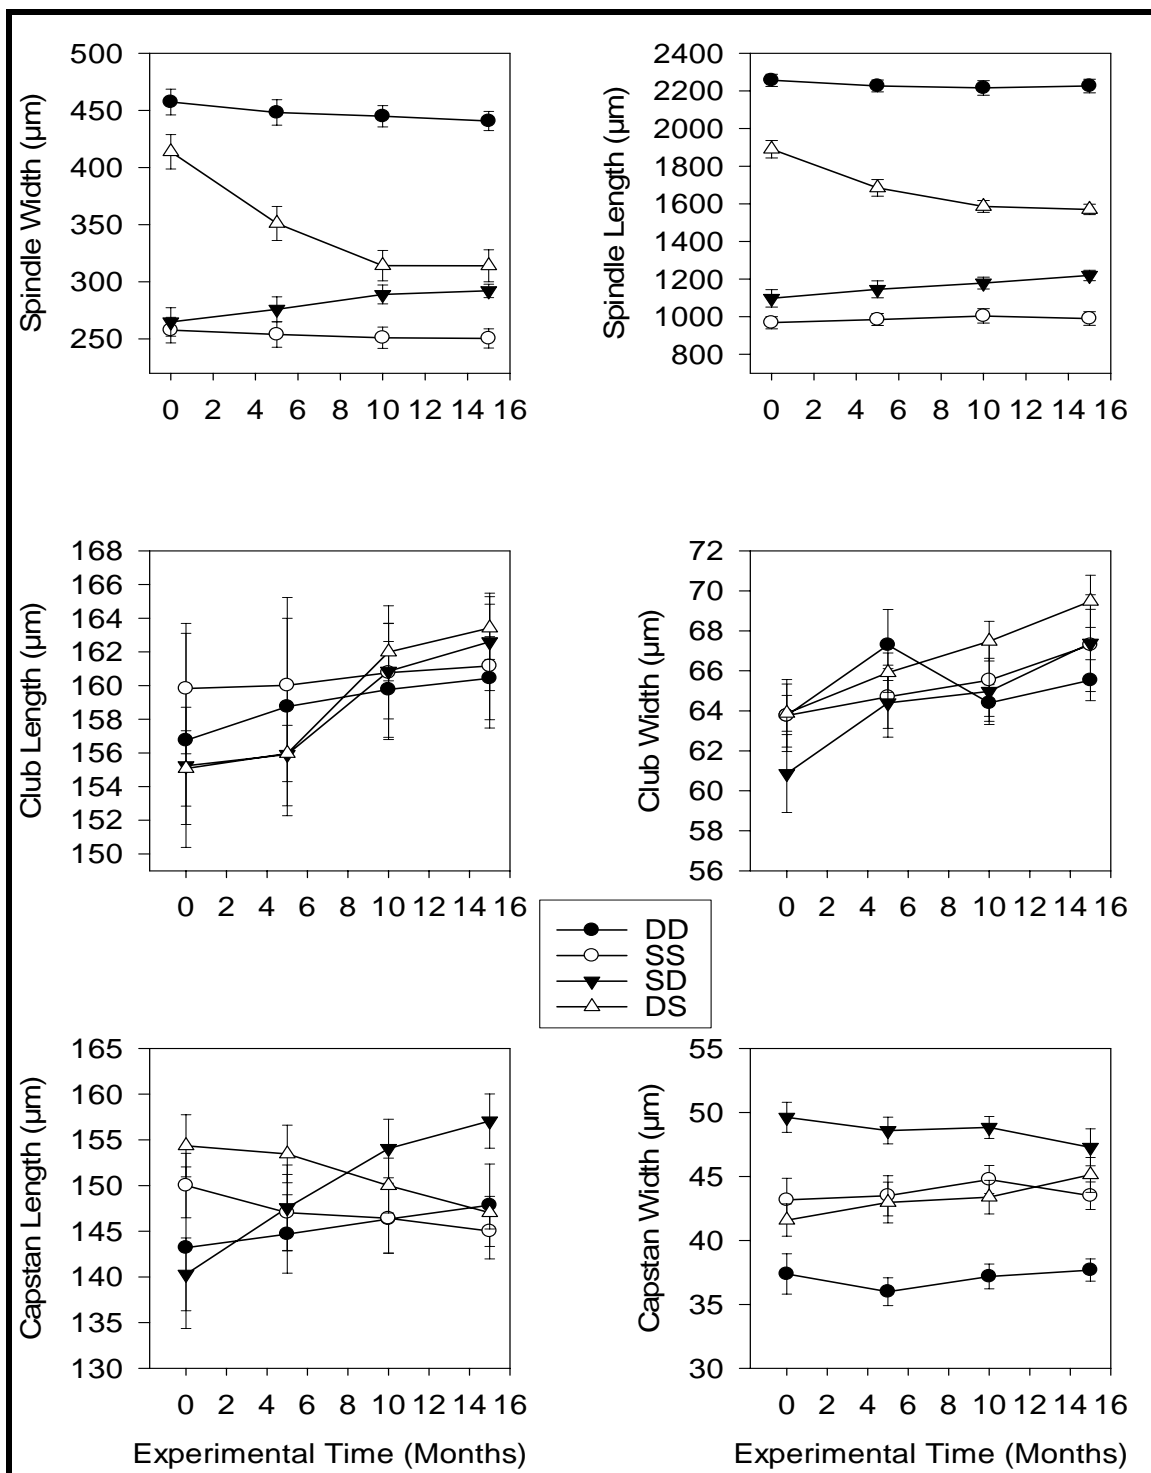 Spindle Width (µm)
500
450
400
350
300
250
0 2 4 6 8 10 12 14 16
Spindle Length (µm)
2400
2200
2000
1800
1600
1400
1200
1000
800
0 2 4 6 8 10 12 14 16
Club Length (µm)
168
166
164
162
160
158
156
154
152
150
0 2 4 6 8 10 12 14 16
Club Width (µm)
72
70
68
66
64
62
60
58
56
0 2 4 6 8 10 12 14 16
DD
SS
SD
DS
Capstan Length (µm)
165
160
155
150
145
140
135
130
0 2 4 6 8 10 12 14 16
Experimental Time (Months)
Capstan Width (µm)
55
50
45
40
35
30
0 2 4 6 8 10 12 14 16
Experimental Time (Months)